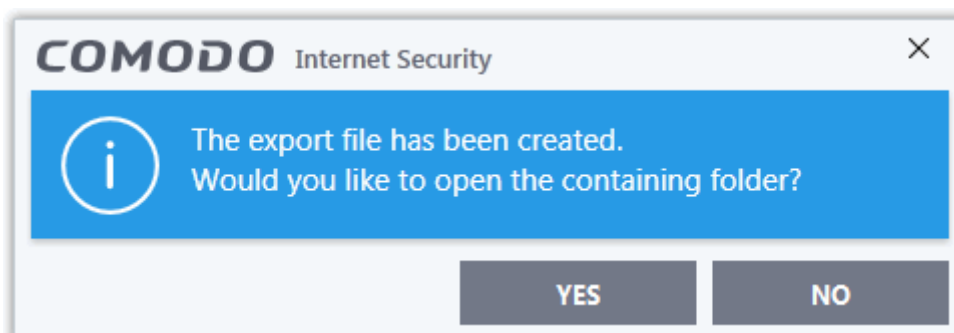 COMODO Internet Security
The export file has been created.
Would you like to open the containing folder?
YES NO